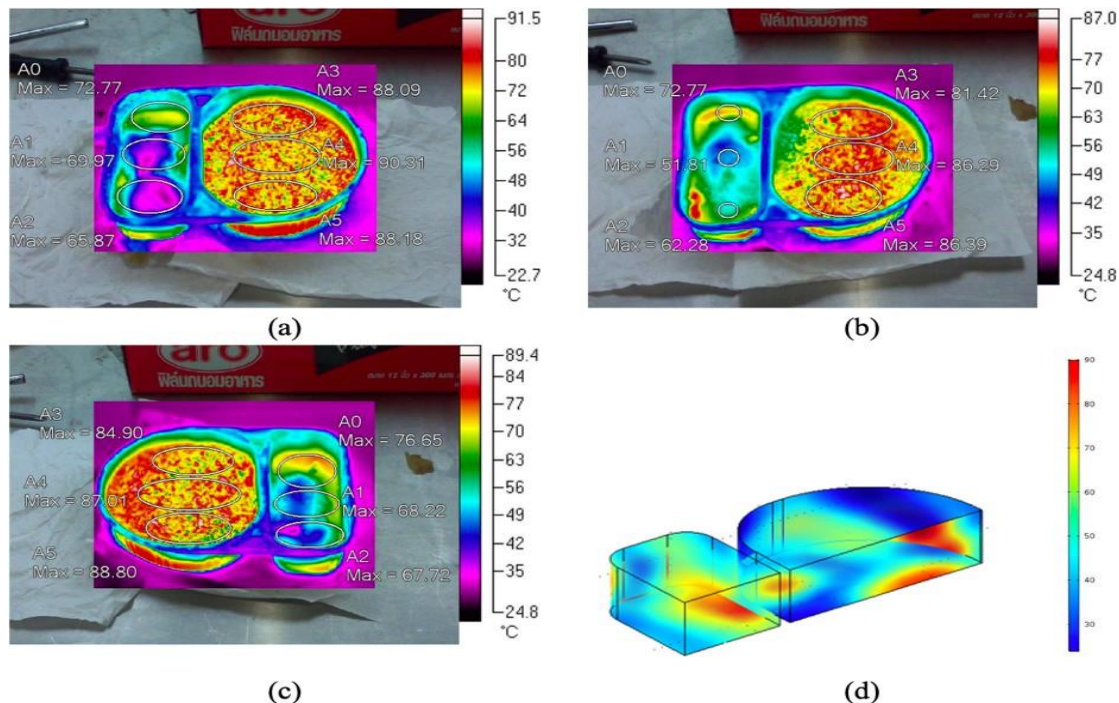 aro
ฟิล์มถนอมอาหาร
A0
Max = 72.77
A1
Max = 69.97
A2
Max = 65.87
A3
Max = 88.09
A4
Max = 90.31
A5
Max = 88.18
91.5
80
72
64
56
48
40
32
22.7
°C
(a)
ฟิล์มถนอมอาหาร
A0
Max = 72.77
A1
Max = 51.81
A2
Max = 62.28
A3
Max = 81.42
A4
Max = 86.29
A5
Max = 86.39
87.0
77
70
63
56
49
42
35
24.8
°C
(b)
aro
ฟิล์มถนอมอาหาร
A3
Max = 84.90
A4
Max = 87.01
A5
Max = 88.80
A0
Max = 76.65
A1
Max = 68.22
A2
Max = 67.72
89.4
84
77
70
63
56
49
42
35
24.8
°C
(c)
90
80
70
60
50
40
30
(d)